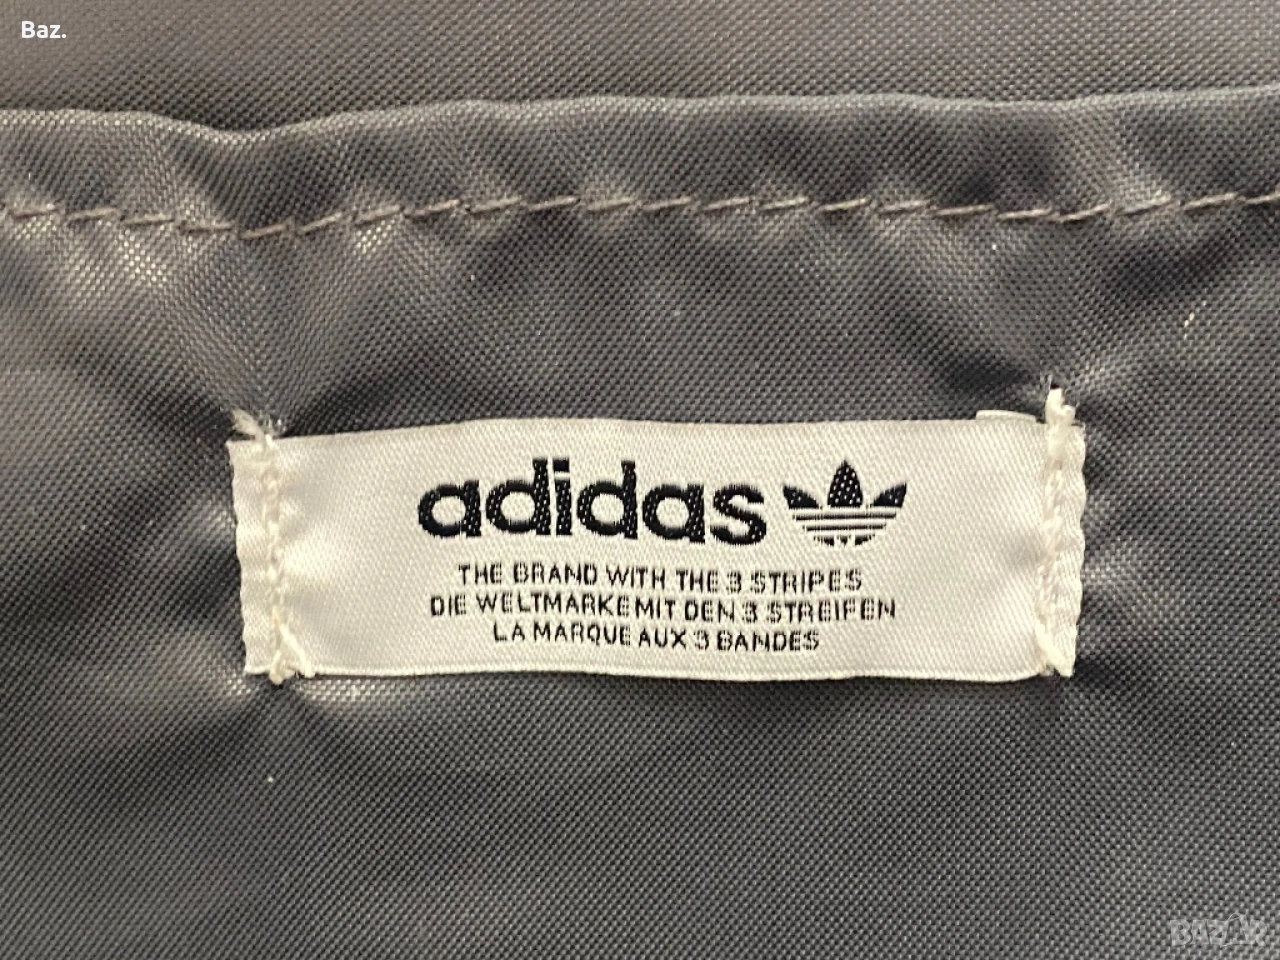 Baz.
adidas
THE BRAND WITH THE 3 STRIPES
DIE WELTMARKE MIT DEN 3 STREIFEN
LA MARQUE AUX 3 BANDES
BAZAR